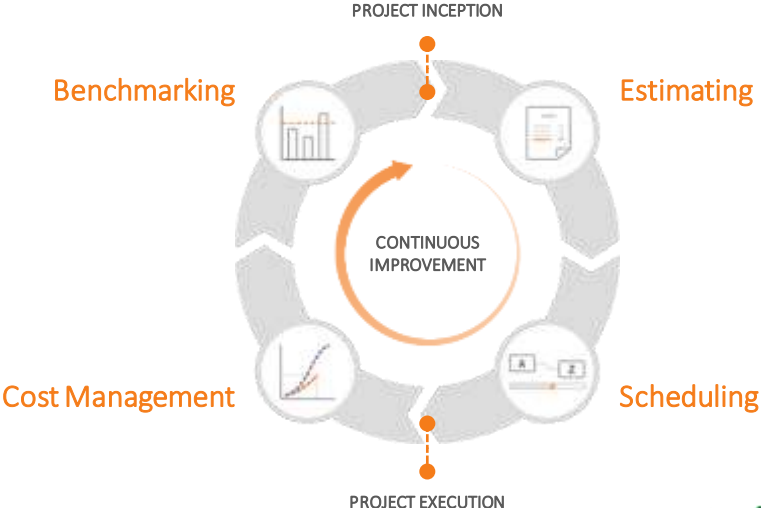 PROJECT INCEPTION
Benchmarking
Estimating
CONTINUOUS
IMPROVEMENT
Cost Management
Scheduling
PROJECT EXECUTION